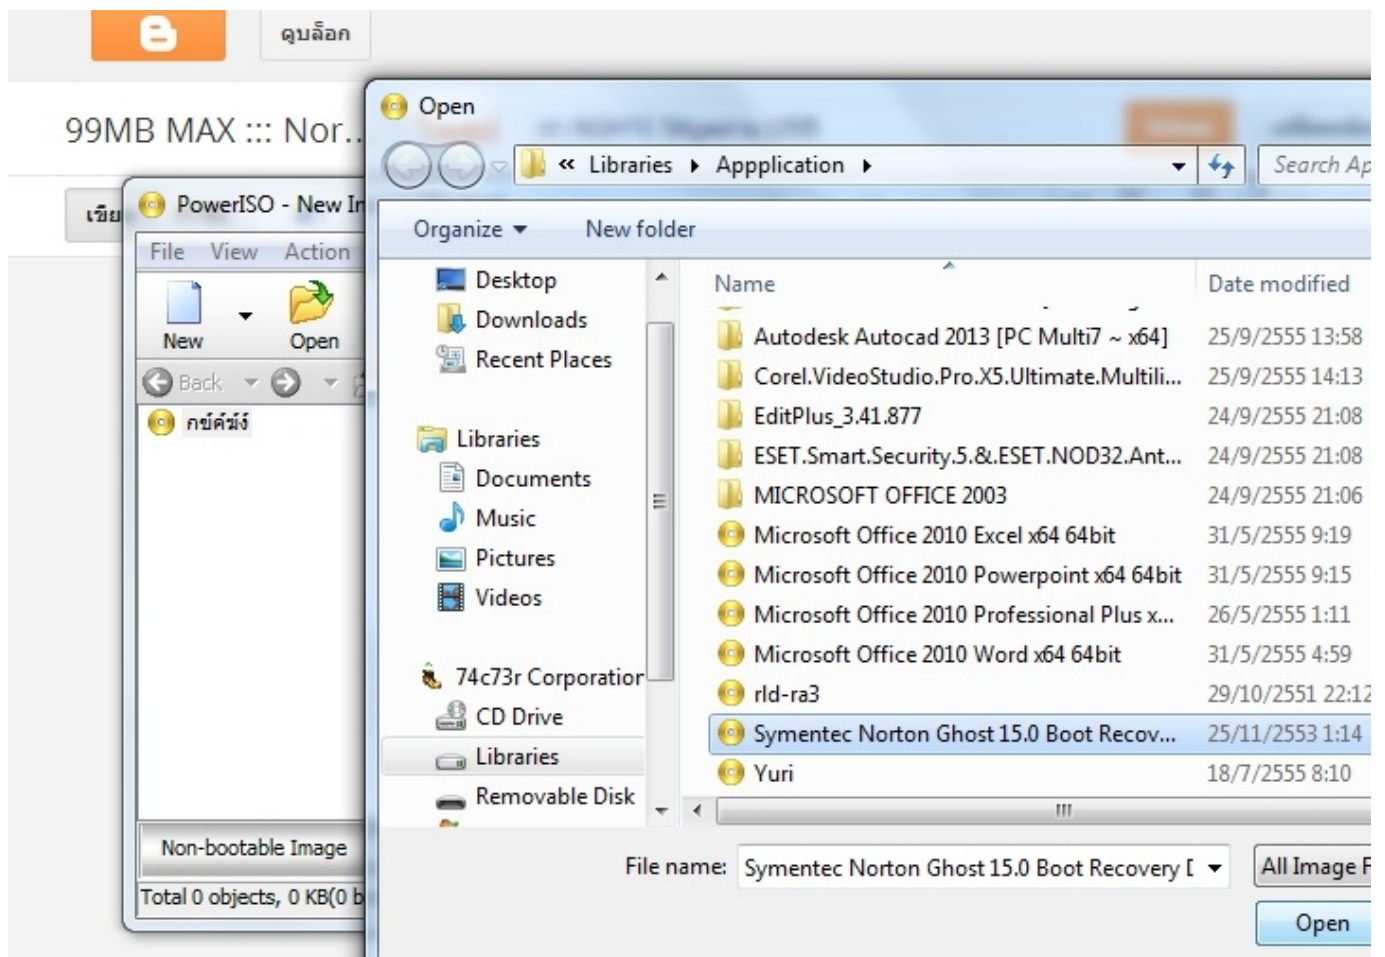 ดูบล็อก
99MB MAX ::: Nor...
เขีย
PowerISO - New In
File View Action
New Open
Back
กข์ค์ฆ์ง์
Non-bootable Image
Total 0 objects, 0 KB(0 b
Open
« Libraries Appplication
Search Ap
Organize New folder
Desktop
Downloads
Recent Places
Libraries
Documents
Music
Pictures
Videos
74c73r Corporation
CD Drive
Libraries
Removable Disk
Name Date modified
Autodesk Autocad 2013 [PC Multi7 ~ x64] 25/9/2555 13:58
Corel.VideoStudio.Pro.X5.Ultimate.Multili... 25/9/2555 14:13
EditPlus_3.41.877 24/9/2555 21:08
ESET.Smart.Security.5.&.ESET.NOD32.Ant... 24/9/2555 21:08
MICROSOFT OFFICE 2003 24/9/2555 21:06
Microsoft Office 2010 Excel x64 64bit 31/5/2555 9:19
Microsoft Office 2010 Powerpoint x64 64bit 31/5/2555 9:15
Microsoft Office 2010 Professional Plus x... 26/5/2555 1:11
Microsoft Office 2010 Word x64 64bit 31/5/2555 4:59
rld-ra3 29/10/2551 22:12
Symentec Norton Ghost 15.0 Boot Recov... 25/11/2553 1:14
Yuri 18/7/2555 8:10
File name: Symentec Norton Ghost 15.0 Boot Recovery D
All Image F
Open